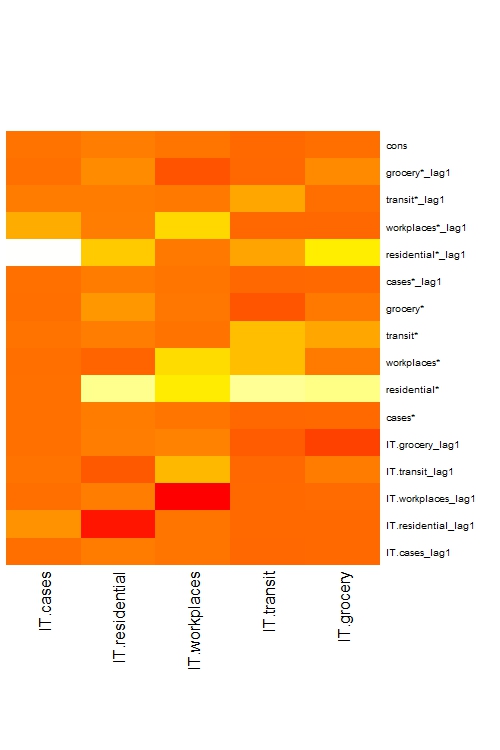 cons
grocery*_lag1
transit*_lag1
workplaces*_lag1
residential*_lag1
cases*_lag1
grocery*
transit*
workplaces*
residential*
cases*
IT.grocery_lag1
IT.transit_lag1
IT.workplaces_lag1
IT.residential_lag1
IT.cases_lag1
IT.cases
IT.residential
IT.workplaces
IT.transit
IT.grocery